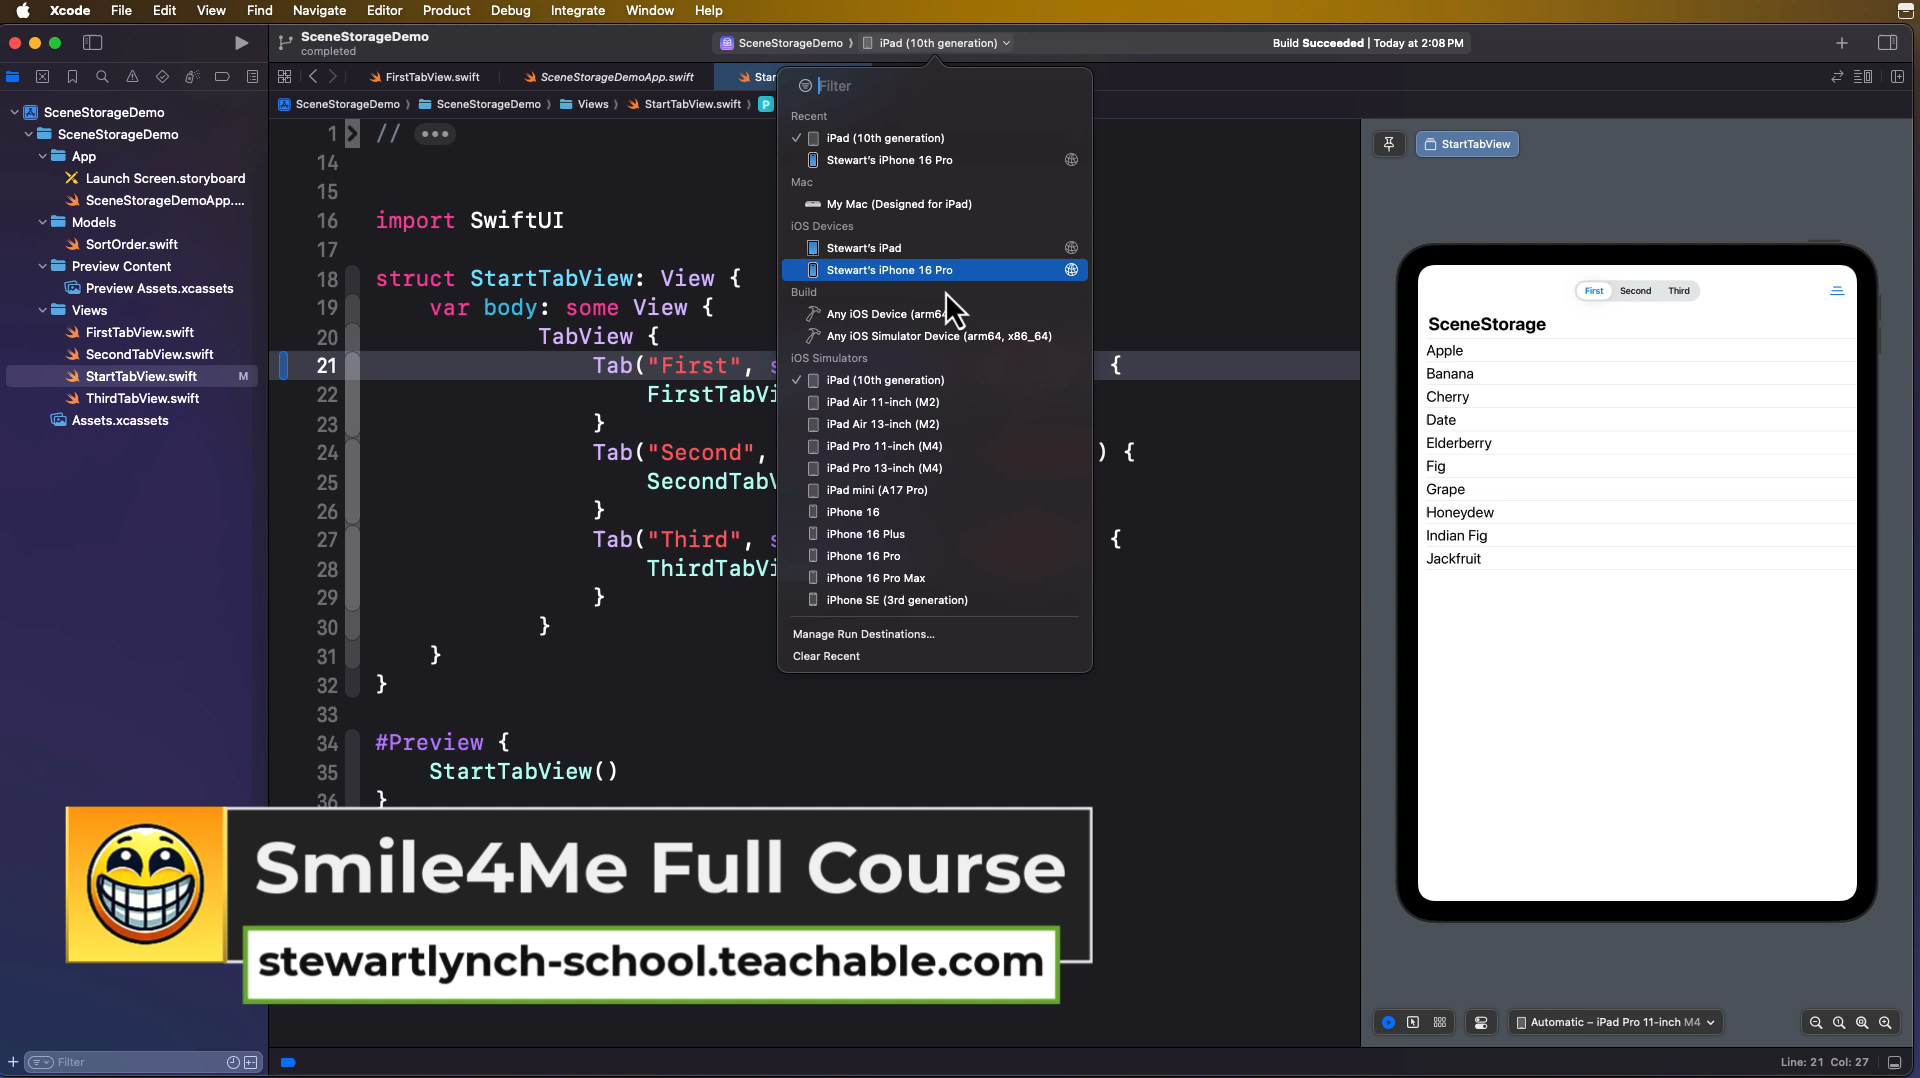 Xcode File Edit View Find Navigate Editor Product Debug Integrate Window Help
SceneStorageDemo
completed
SceneStorageDemo iPad (10th generation)
Build Succeeded | Today at 2:08 PM
FirstTabView.swift
SceneStorageDemoApp.swift
SceneStorageDemo
SceneStorageDemo
Views
StartTabView.swift
P
SceneStorageDemo
SceneStorageDemo
App
Launch Screen.storyboard
SceneStorageDemoApp....
Models
SortOrder.swift
Preview Content
Preview Assets.xcassets
Views
FirstTabView.swift
SecondTabView.swift
StartTabView.swift M
ThirdTabView.swift
Assets.xcassets
Filter
1 // •••
14
15
16 import SwiftUI
17
18 struct StartTabView: View {
19 var body: some View {
20 TabView {
21 Tab("First", {
22
23 }
24 Tab("Second", ) {
25
26 }
27 Tab("Third", {
28
29 }
30 }
31 }
32 }
33
34 #Preview {
35 StartTabView()
36 }
Filter
Recent
iPad (10th generation)
Stewart's iPhone 16 Pro
Mac
My Mac (Designed for iPad)
iOS Devices
Stewart's iPad
Stewart's iPhone 16 Pro
Build
Any iOS Device (arm64
Any iOS Simulator Device (arm64, x86_64)
iOS Simulators
iPad (10th generation)
iPad Air 11-inch (M2)
iPad Air 13-inch (M2)
iPad Pro 11-inch (M4)
iPad Pro 13-inch (M4)
iPad mini (A17 Pro)
iPhone 16
iPhone 16 Plus
iPhone 16 Pro
iPhone 16 Pro Max
iPhone SE (3rd generation)
Manage Run Destinations...
Clear Recent
StartTabView
First Second Third
SceneStorage
Apple
Banana
Cherry
Date
Elderberry
Fig
Grape
Honeydew
Indian Fig
Jackfruit
Automatic – iPad Pro 11-inch M4
Line: 21 Col: 27
Smile4Me Full Course
stewartlynch-school.teachable.com